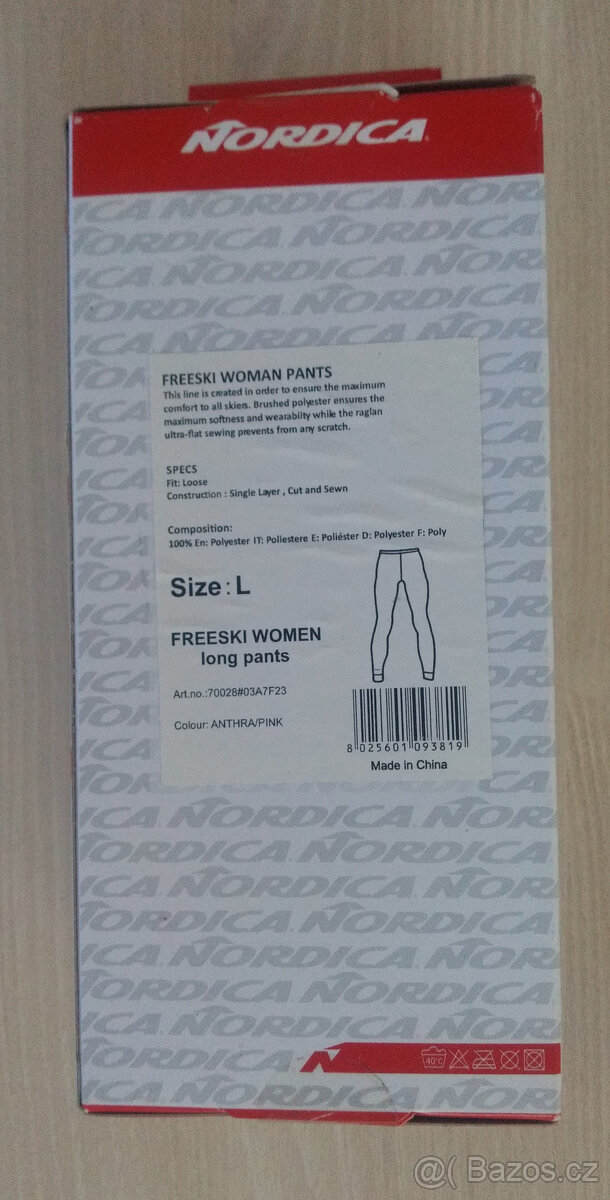 NORDICA
FREESKI WOMAN PANTS
This line is created in order to ensure the maximum
comfort to all skiers. Brushed polyester ensures the
maximum softness and wearability while the raglan
ultra-flat sewing prevents from any scratch.
SPECS
Fit: Loose
Construction : Single Layer , Cut and Sewn
Composition:
100% En: Polyester IT: Poliestere E: Poliéster D: Polyester F: Poly
Size : L
FREESKI WOMEN
long pants
Art.no.:70028#03A7F23
Colour: ANTHRA/PINK
8 025601 093819
Made in China
40°C
@( Bazos.cz